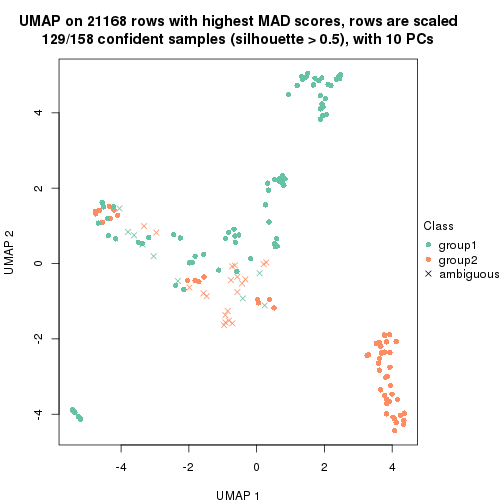 UMAP on 21168 rows with highest MAD scores, rows are scaled
129/158 confident samples (silhouette > 0.5), with 10 PCs
4
2
0
-2
-4
UMAP 2
-4
-2
0
2
4
UMAP 1
Class
group1
group2
ambiguous